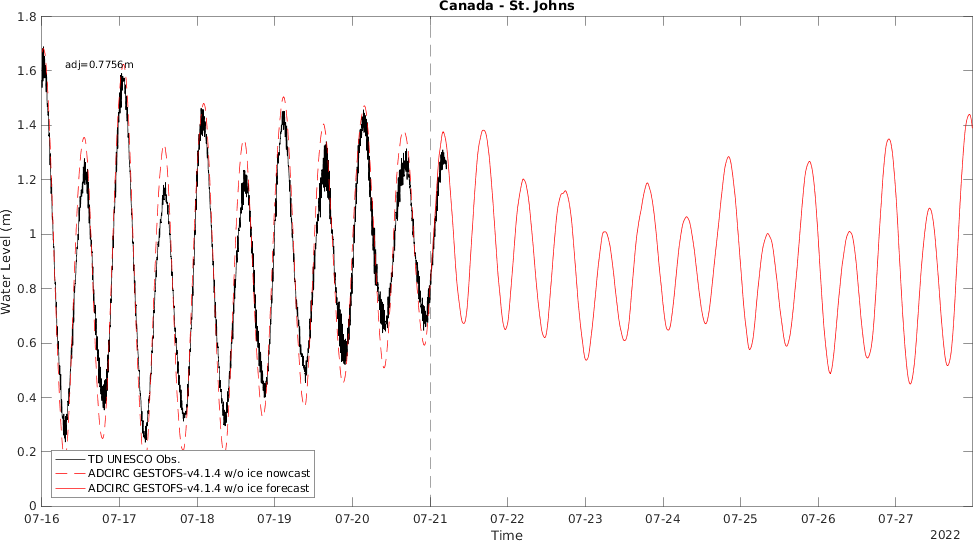 Canada - St. Johns
1.8
adj=0.7756m
1.6
1.4
1.2
1
0.8
0.6
0.4
0.2
0
Water Level (m)
TD UNESCO Obs.
ADCIRC GESTOFS-v4.1.4 w/o ice nowcast
ADCIRC GESTOFS-v4.1.4 w/o ice forecast
07-16 07-17 07-18 07-19 07-20 07-21 07-22 07-23 07-24 07-25 07-26 07-27
Time
2022